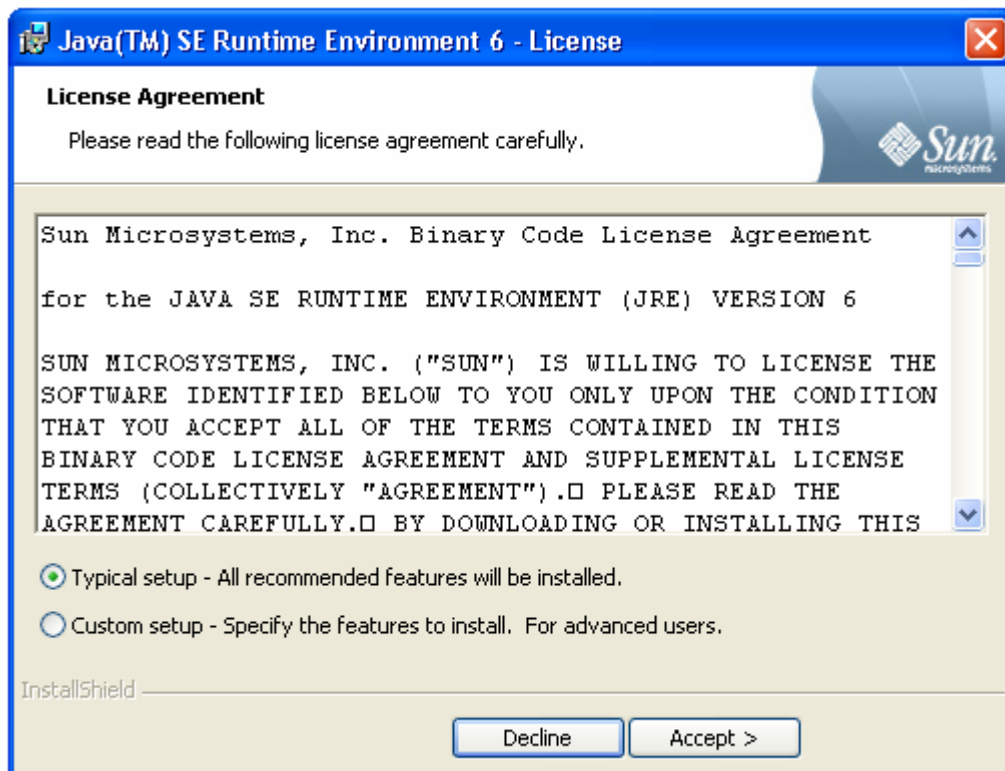 Java(TM) SE Runtime Environment 6 - License
License Agreement
Please read the following license agreement carefully.
Sun
microsystems
Sun Microsystems, Inc. Binary Code License Agreement
for the JAVA SE RUNTIME ENVIRONMENT (JRE) VERSION 6
SUN MICROSYSTEMS, INC. ("SUN") IS WILLING TO LICENSE THE
SOFTWARE IDENTIFIED BELOW TO YOU ONLY UPON THE CONDITION
THAT YOU ACCEPT ALL OF THE TERMS CONTAINED IN THIS
BINARY CODE LICENSE AGREEMENT AND SUPPLEMENTAL LICENSE
TERMS (COLLECTIVELY "AGREEMENT").□ PLEASE READ THE
AGREEMENT CAREFULLY.□ BY DOWNLOADING OR INSTALLING THIS
Typical setup - All recommended features will be installed.
Custom setup - Specify the features to install. For advanced users.
InstallShield
Decline
Accept >